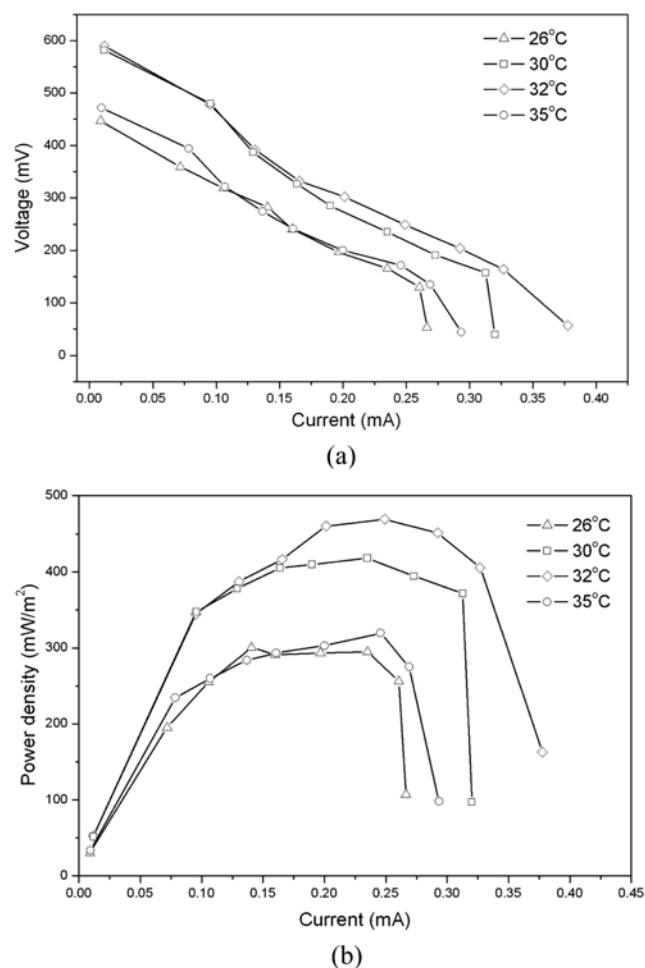 600
500
400
300
200
100
0
Voltage (mV)
26°C
30°C
32°C
35°C
0.00 0.05 0.10 0.15 0.20 0.25 0.30 0.35 0.40
Current (mA)
(a)
500
400
300
200
100
0
Power density (mW/m²)
26°C
30°C
32°C
35°C
0.00 0.05 0.10 0.15 0.20 0.25 0.30 0.35 0.40 0.45
Current (mA)
(b)